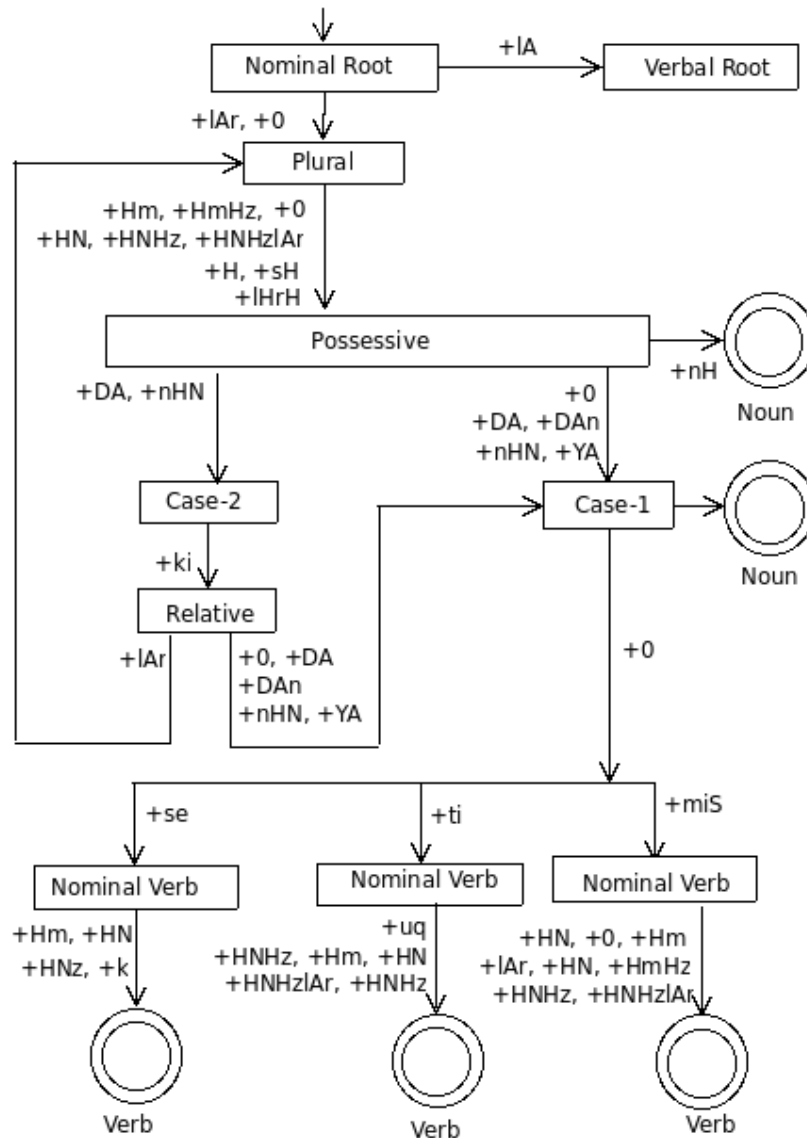 Nominal Root
+lA
Verbal Root
+lAr, +0
Plural
+Hm, +HmHz, +0
+HN, +HNHz, +HNHzlAr
+H, +sH
+lHrH
Possessive
+nH
Noun
+DA, +nHN
+0
+DA, +DAn
+nHN, +YA
Case-2
Case-1
Noun
+ki
Relative
+lAr
+0, +DA
+DAn
+nHN, +YA
+0
+se
+ti
+miS
Nominal Verb
Nominal Verb
Nominal Verb
+Hm, +HN
+HNz, +k
+uq
+HNHz, +Hm, +HN
+HNHzlAr, +HNHz
+HN, +0, +Hm
+lAr, +HN, +HmHz
+HNHz, +HNHzlAr
Verb
Verb
Verb